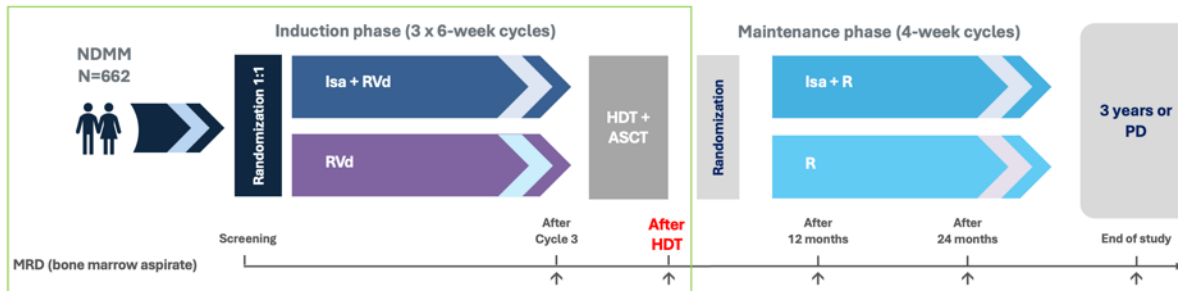 Induction phase (3 x 6-week cycles)
Maintenance phase (4-week cycles)
NDMM
N=662
Randomization 1:1
Isa + RVd
RVd
HDT +
ASCT
Randomization
Isa + R
R
3 years or
PD
Screening
After
Cycle 3
After
HDT
After
12 months
After
24 months
End of study
MRD (bone marrow aspirate)